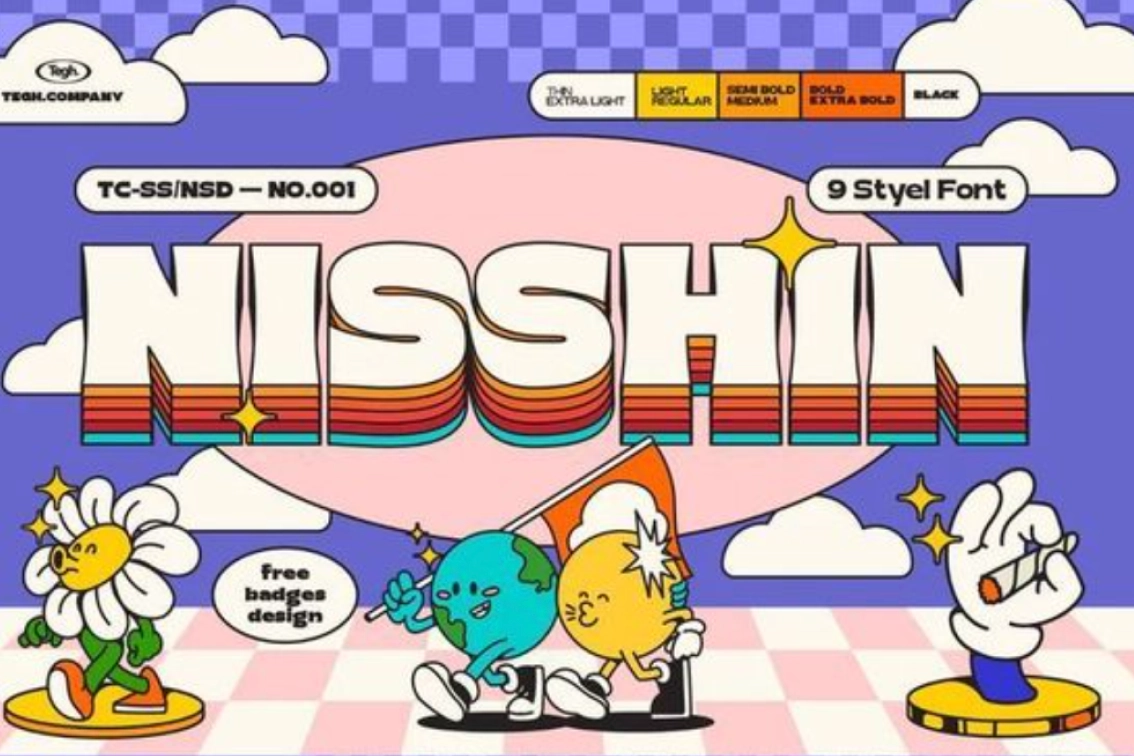 Tegh.
TEGH.COMPANY
THIN
EXTRA LIGHT
LIGHT
REGULAR
SEMI BOLD
MEDIUM
BOLD
EXTRA BOLD
BLACK
TC-SS/NSD — NO.001
9 Styel Font
NISSHIN
free
badges
design